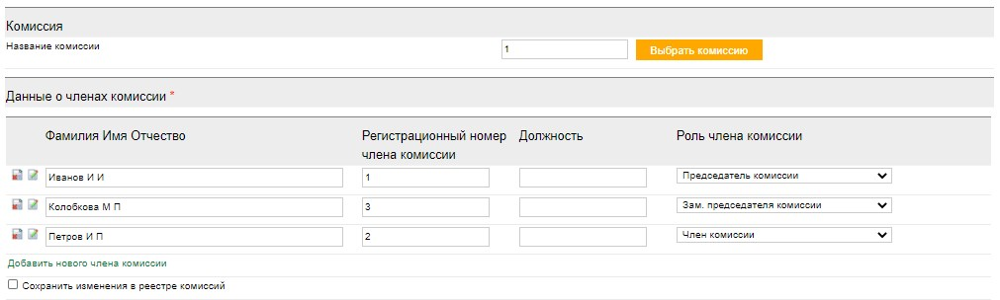 Комиссия
Название комиссии 1 Выбрать комиссию
Данные о членах комиссии *
Фамилия Имя Отчество Регистрационный номер члена комиссии Должность Роль члена комиссии
Иванов И И 1 Председатель комиссии
Колобкова М П 3 Зам. председателя комиссии
Петров И П 2 Член комиссии
Добавить нового члена комиссии
Сохранить изменения в реестре комиссий